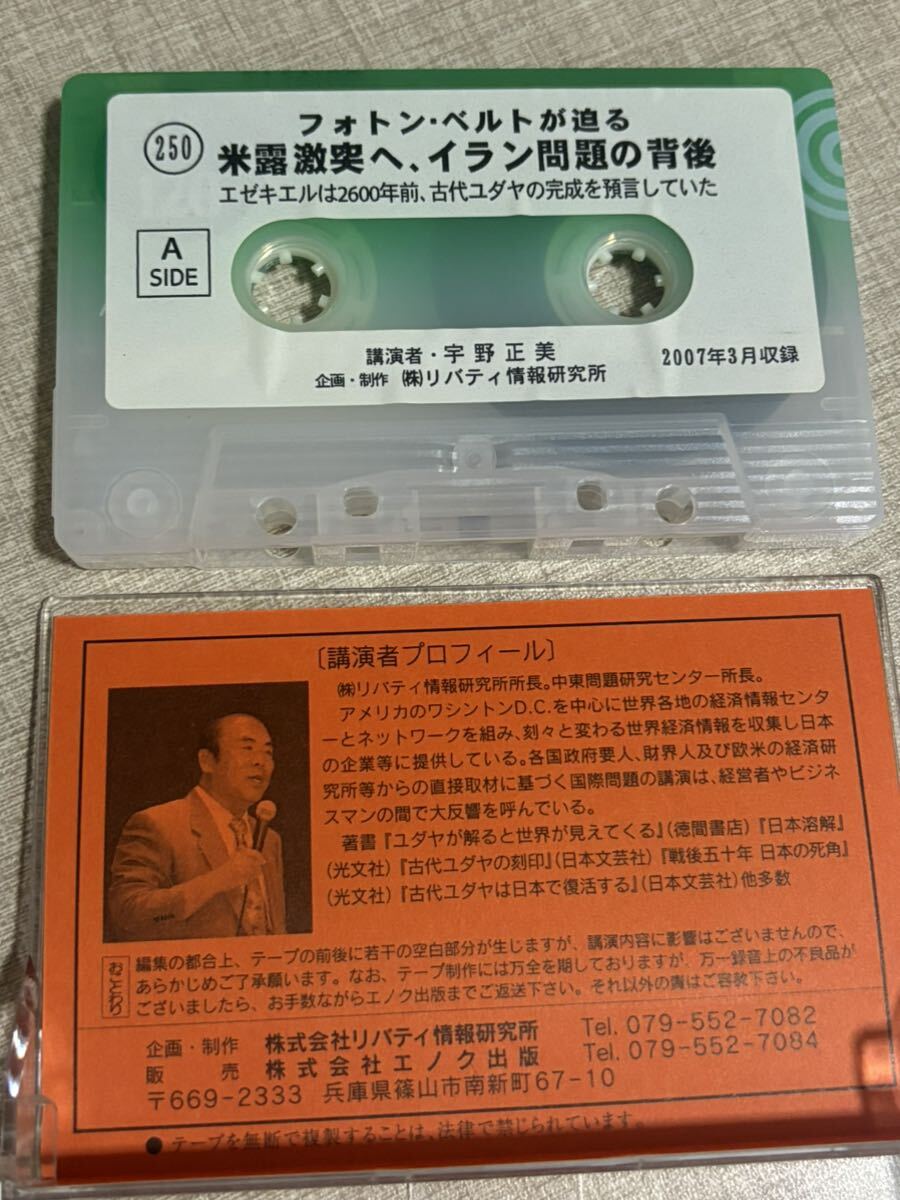 フォトン・ベルトが迫る
250 米露激突へ、イラン問題の背後
エゼキエルは2600年前、古代ユダヤの完成を預言していた
A
SIDE
講演者・宇野正美
2007年3月収録
企画・制作 ㈱リバティ情報研究所
〔講演者プロフィール〕
㈱リバティ情報研究所所長。中東問題研究センター所長。
アメリカのワシントンD.C.を中心に世界各地の経済情報センタ
ーとネットワークを組み、刻々と変わる世界経済情報を収集し日本
の企業等に提供している。各国政府要人、財界人及び欧米の経済研
究所等からの直接取材に基づく国際問題の講演は、経営者やビジネ
スマンの間で大反響を呼んでいる。
著書『ユダヤが解ると世界が見えてくる』(徳間書店)『日本溶解』
(光文社)『古代ユダヤの刻印』(日本文芸社)『戦後五十年 日本の死角』
(光文社)『古代ユダヤは日本で復活する』(日本文芸社)他多数
おことわり
編集の都合上、テープの前後に若干の空白部分が生じますが、講演内容に影響はございませんので、
あらかじめご了承願います。なお、テープ制作には万全を期しておりますが、万一録音上の不良品が
ございましたら、お手数ながらエノク出版までご返送下さい。それ以外の責はご容赦下さい。
企画・制作 株式会社リバティ情報研究所 Tel. 079-552-7082
販売 株式会社エノク出版 Tel. 079-552-7084
〒669-2333 兵庫県篠山市南新町67-10
●テープを無断で複製することは、法律で禁じられています。